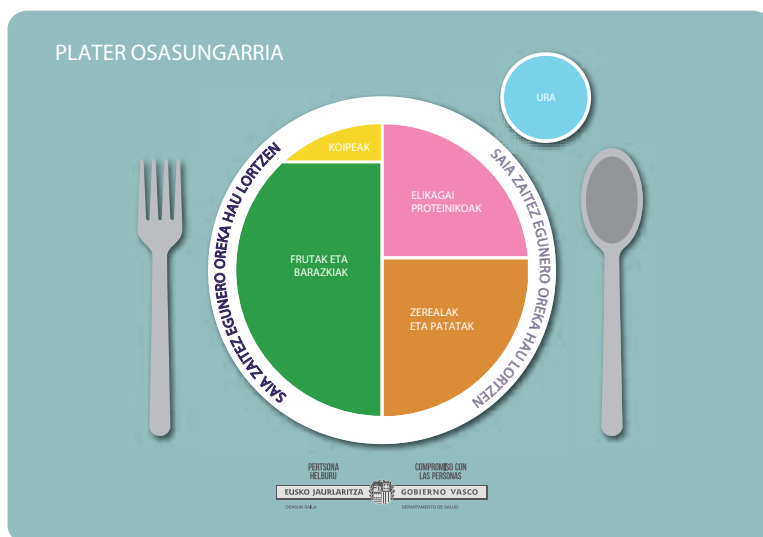 PLATER OSASUNGARRIA
URA
KOIPEAK
ELIKAGAI
PROTEINIKOAK
FRUTAK ETA
BARAZKIAK
ZEREALAK
ETA PATATAK
SAIA ZAITEZ EGUNERO OREKA HAU LORTZEN
SAIA ZAITEZ EGUNERO OREKA HAU LORTZEN
PERTSONA
HELBURU
COMPROMISO CON
LAS PERSONAS
EUSKO JAURLARITZA
GOBIERNO VASCO
OSASUN SAILA
DEPARTAMENTO DE SALUD